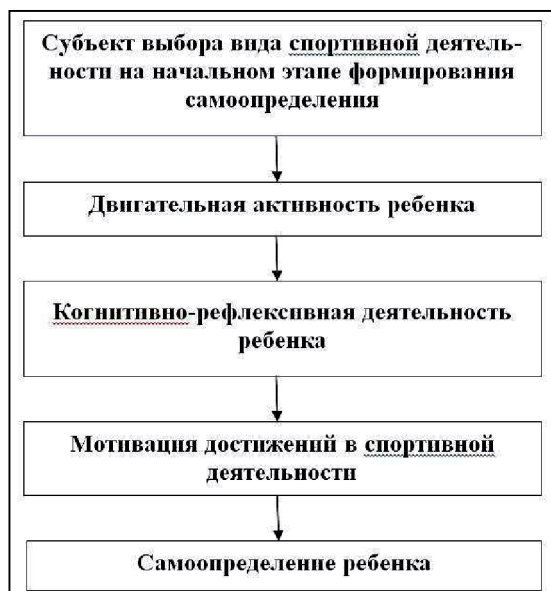 Субъект выбора вида спортивной деятель-
ности на начальном этапе формирования
самоопределения
Двигательная активность ребенка
Когнитивно-рефлексивная деятельность
ребенка
Мотивация достижений в спортивной
деятельности
Самоопределение ребенка